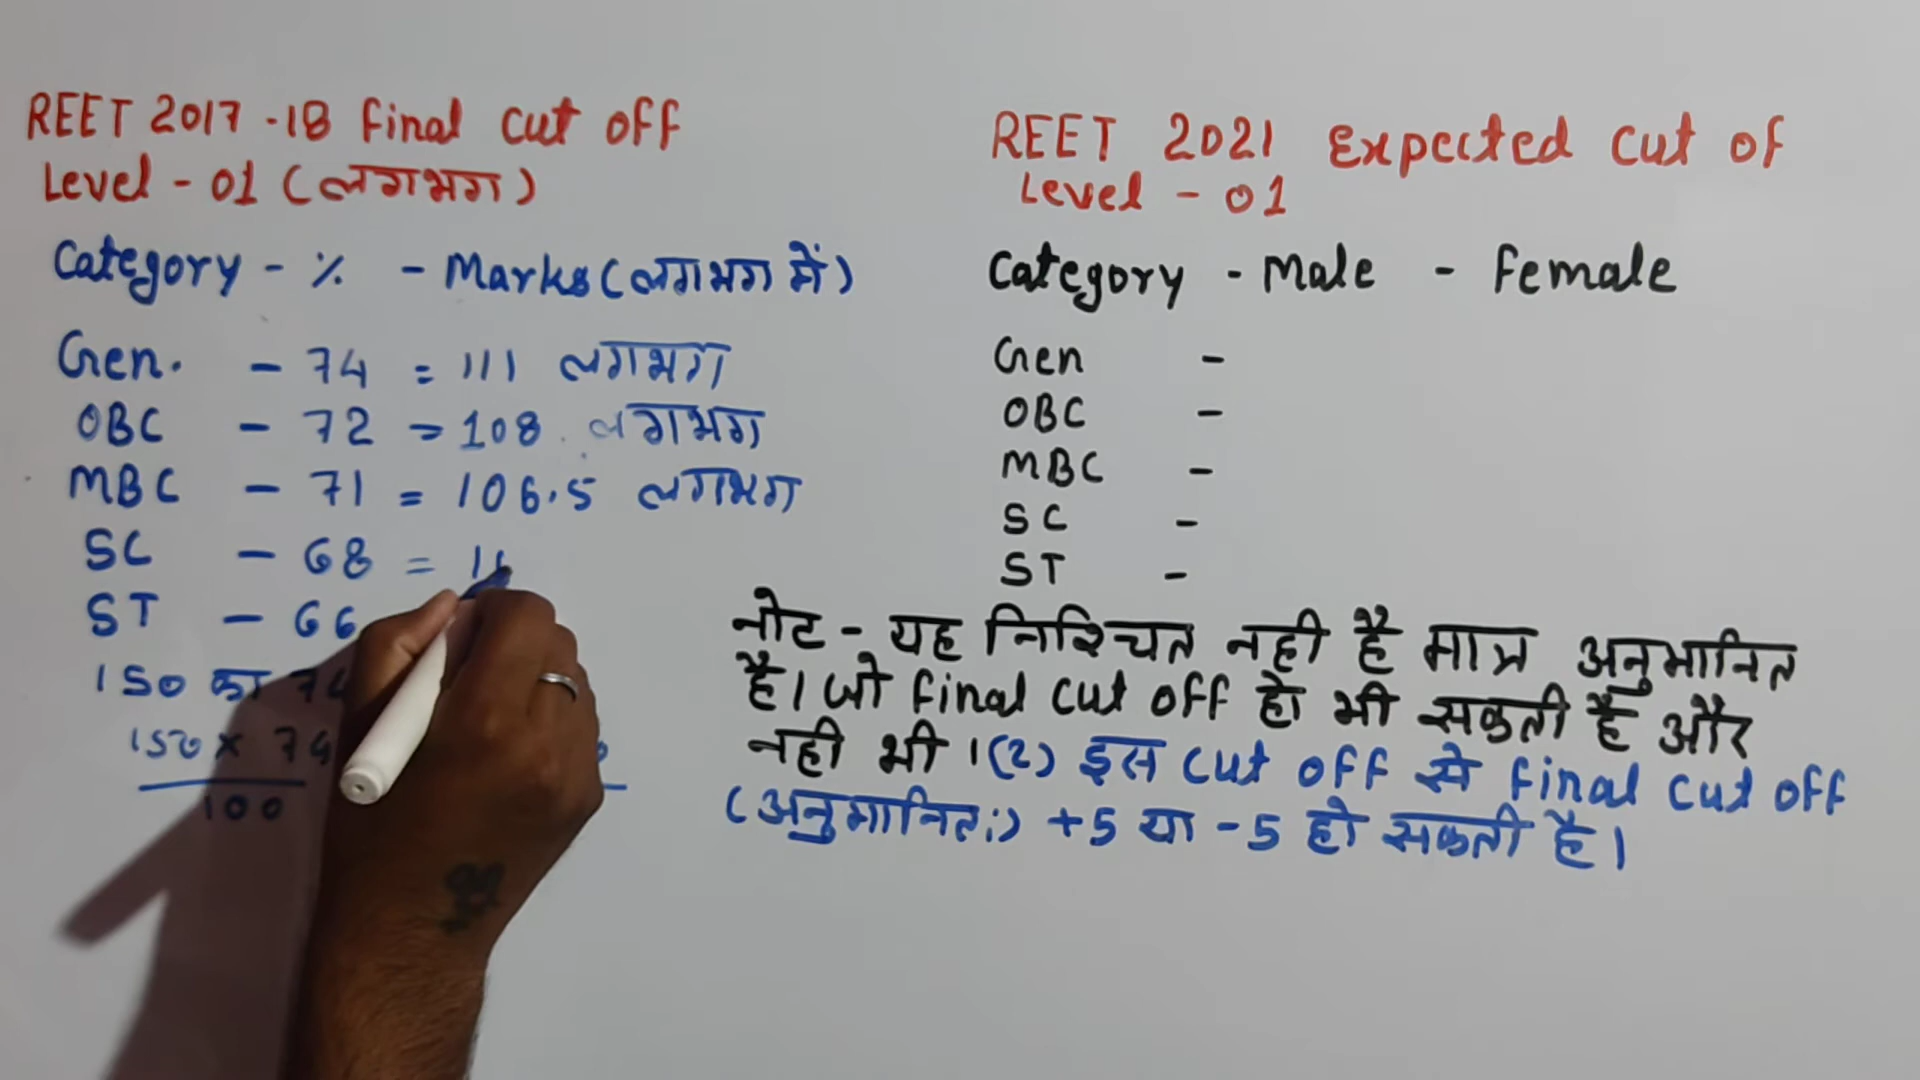 REET 2017-18 Final cut off
Level - 01 (लगभग)
Category - % - Marks (लगभग में)
Gen. - 74 = 111 लगभग
OBC - 72 = 108 लगभग
MBC - 71 = 106.5 लगभग
SC - 68 =
ST - 66
150 का 74
150 × 74
100
REET 2021 Expected cut of
Level - 01
Category - Male - Female
Gen -
OBC -
MBC -
SC -
ST -
नोट - यह निश्चित नही है मात्र अनुमानित
है। जो Final cut off हो भी सकती है और
नही भी । (2) इस cut off से Final cut off
(अनुमानितः) +5 या -5 हो सकती है।